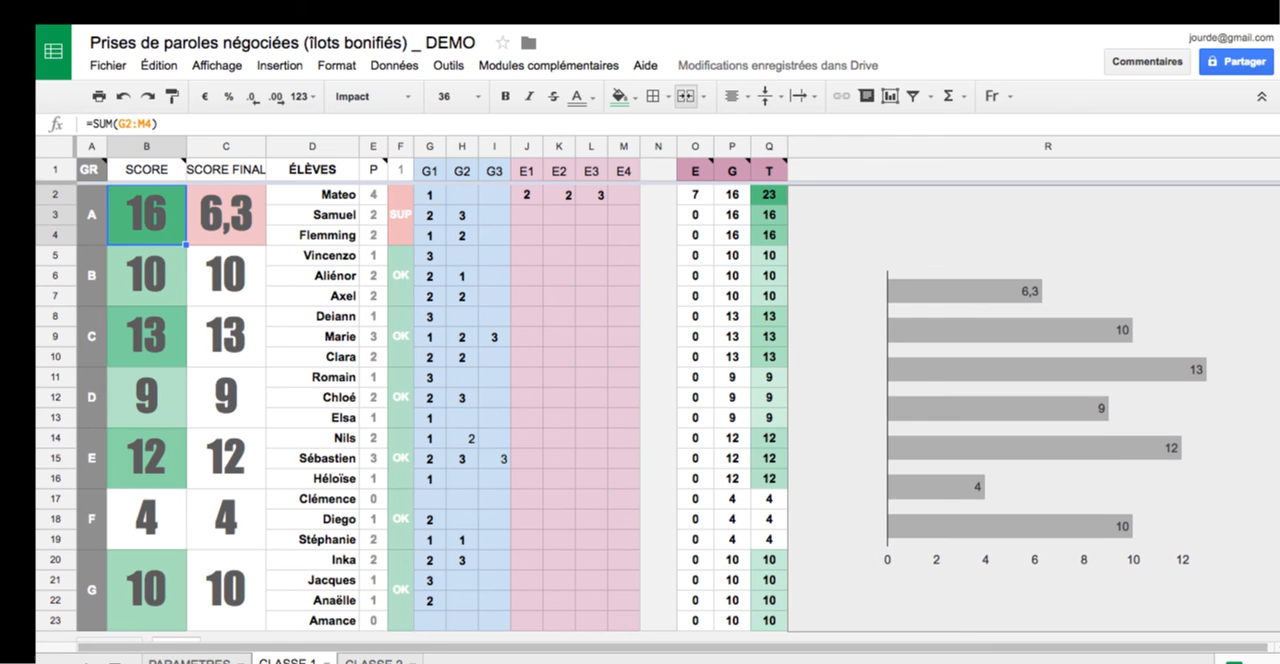 Prises de paroles négociées (îlots bonifiés) _ DEMO
jourde@gmail.com
Fichier Édition Affichage Insertion Format Données Outils Modules complémentaires Aide Modifications enregistrées dans Drive
Commentaires Partager
€ % .0 .00 123 Impact 36 B I S A Σ Fr
fx =SUM(G2:M4)
A B C D E F G H I J K L M N O P Q R
1 GR SCORE SCORE FINAL ÉLÈVES P 1 G1 G2 G3 E1 E2 E3 E4 E G T
2 Mateo 4 1 2 2 3 7 16 23
3 A 16 6,3 Samuel 2 SUP 2 3 0 16 16
4 Flemming 2 1 2 0 16 16
5 Vincenzo 1 3 0 10 10
6 B 10 10 Aliénor 2 OK 2 1 0 10 10
7 Axel 2 2 2 0 10 10
8 Deiann 1 3 0 13 13
9 C 13 13 Marie 3 OK 1 2 3 0 13 13
10 Clara 2 2 2 0 13 13
11 Romain 1 3 0 9 9
12 D 9 9 Chloé 2 OK 2 3 0 9 9
13 Elsa 1 1 0 9 9
14 Nils 2 1 2 0 12 12
15 E 12 12 Sébastien 3 OK 2 3 3 0 12 12
16 Héloïse 1 1 0 12 12
17 Clémence 0 0 4 4
18 F 4 4 Diego 1 OK 2 0 4 4
19 Stéphanie 2 1 1 0 4 4
20 Inka 2 2 3 0 10 10
21 Jacques 1 3 0 10 10
G 10 10 OK
22 Anaëlle 1 2 0 10 10
23 Amance 0 0 10 10
6,3
10
13
9
12
4
10
0 2 4 6 8 10 12
PARAMETRES CLASSE 1 CLASSE 2